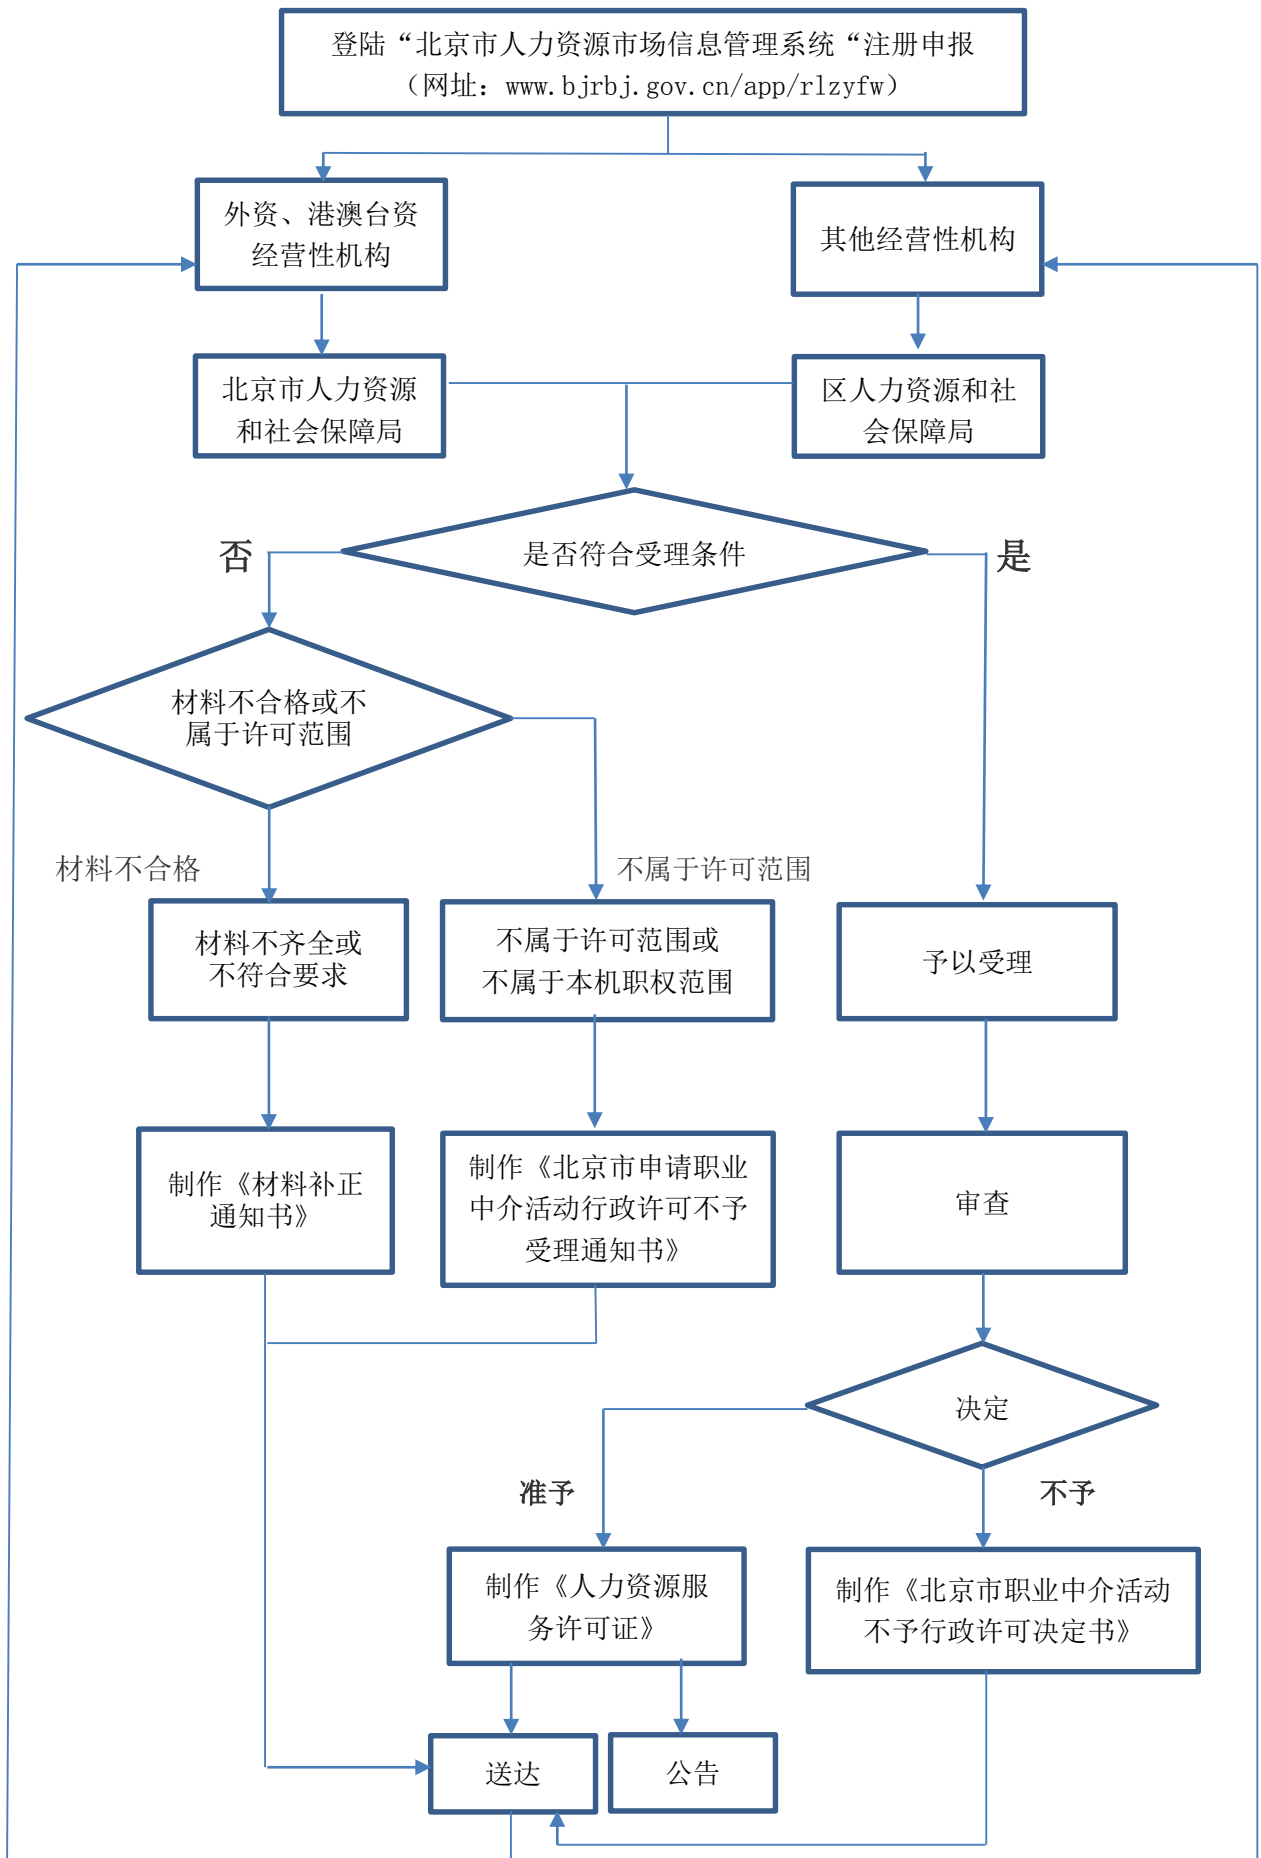 登陆“北京市人力资源市场信息管理系统“注册申报
（网址：www.bjrbj.gov.cn/app/rlzyfw）
外资、港澳台资
经营性机构
其他经营性机构
北京市人力资源
和社会保障局
区人力资源和社
会保障局
是否符合受理条件
否
是
材料不合格或不
属于许可范围
材料不合格
不属于许可范围
材料不齐全或
不符合要求
不属于许可范围或
不属于本机职权范围
予以受理
制作《材料补正
通知书》
制作《北京市申请职业
中介活动行政许可不予
受理通知书》
审查
决定
准予
不予
制作《人力资源服
务许可证》
制作《北京市职业中介活动
不予行政许可决定书》
送达
公告